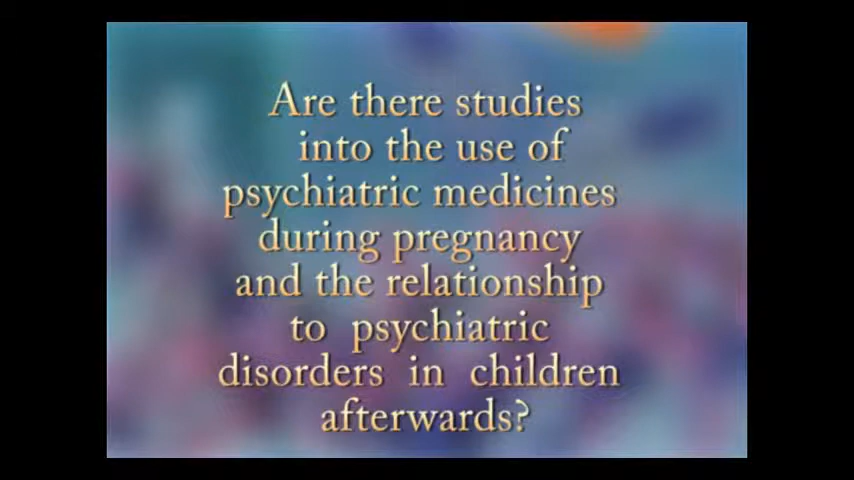 Are there studies
into the use of
psychiatric medicines
during pregnancy
and the relationship
to psychiatric
disorders in children
afterwards?